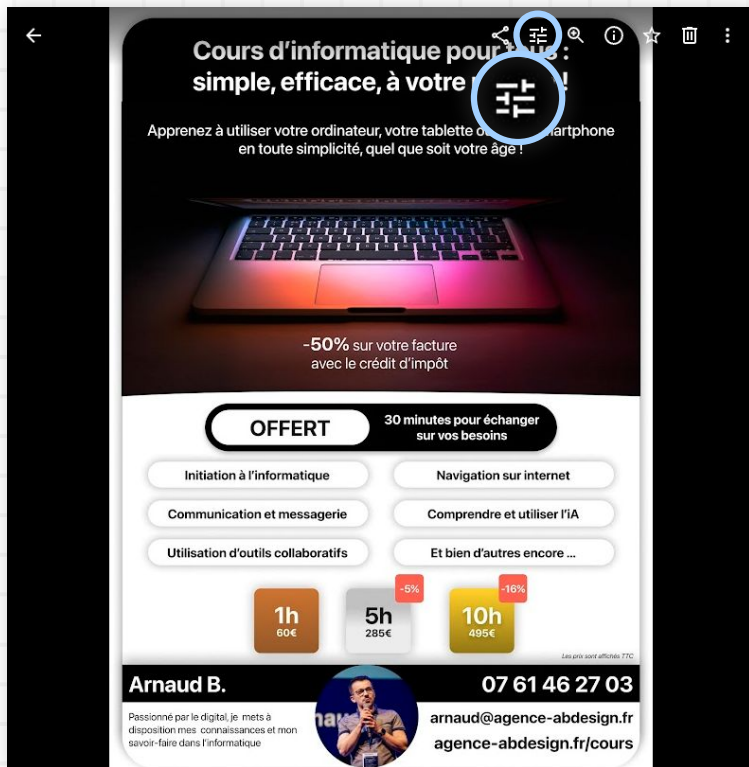 Cours d'informatique pour tous :
simple, efficace, à votre !
Apprenez à utiliser votre ordinateur, votre tablette smartphone
en toute simplicité, quel que soit votre âge !
-50% sur votre facture
avec le crédit d'impôt
OFFERT
30 minutes pour échanger
sur vos besoins
Initiation à l'informatique
Navigation sur internet
Communication et messagerie
Comprendre et utiliser l'iA
Utilisation d'outils collaboratifs
Et bien d'autres encore ...
1h
60€
-5%
5h
285€
-16%
10h
495€
Les prix sont affichés TTC
Arnaud B.
07 61 46 27 03
Passionné par le digital, je mets à
disposition mes connaissances et mon
savoir-faire dans l'informatique
arnaud@agence-abdesign.fr
agence-abdesign.fr/cours